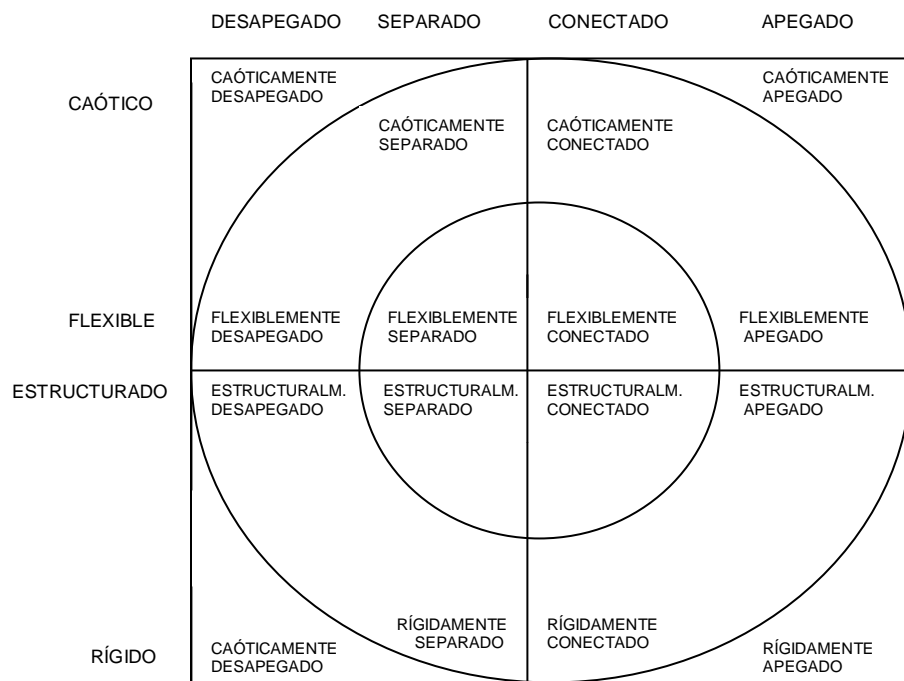 DESAPEGADO SEPARADO CONECTADO APEGADO
CAÓTICO
CAÓTICAMENTE
DESAPEGADO
CAÓTICAMENTE
SEPARADO
CAÓTICAMENTE
CONECTADO
CAÓTICAMENTE
APEGADO
FLEXIBLE
FLEXIBLEMENTE
DESAPEGADO
FLEXIBLEMENTE
SEPARADO
FLEXIBLEMENTE
CONECTADO
FLEXIBLEMENTE
APEGADO
ESTRUCTURADO
ESTRUCTURALM.
DESAPEGADO
ESTRUCTURALM.
SEPARADO
ESTRUCTURALM.
CONECTADO
ESTRUCTURALM.
APEGADO
RÍGIDO
CAÓTICAMENTE
DESAPEGADO
RÍGIDAMENTE
SEPARADO
RÍGIDAMENTE
CONECTADO
RÍGIDAMENTE
APEGADO